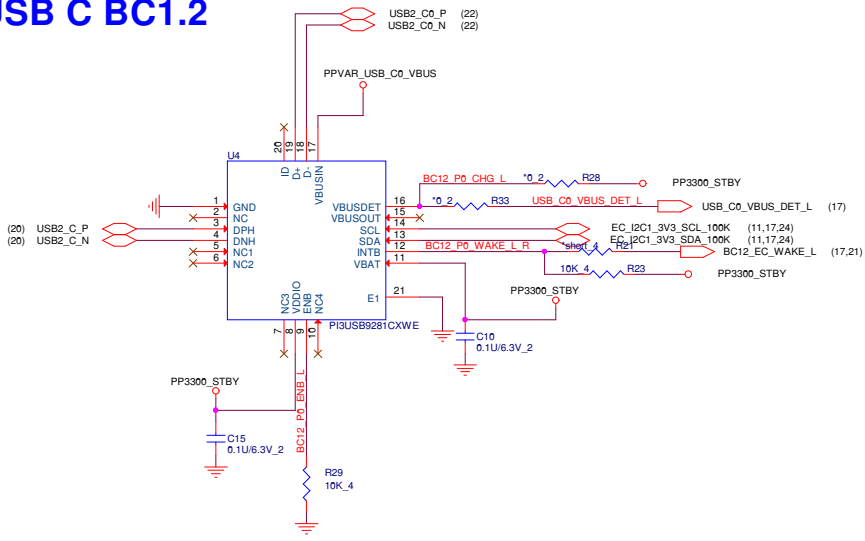 USB C BC1.2
USB2_C0_P (22)
USB2_C0_N (22)
PPVAR_USB_C0_VBUS
20
19
18
17
U4
ID
D+
D-
VBUSIN
1 GND
2 NC
(20) USB2_C_P 3 DPH
(20) USB2_C_N 4 DNH
5 NC1
6 NC2
BC12_P0_CHG_L *0_2 R28 PP3300_STBY
VBUSDET 16 *0_2 R33 USB_C0_VBUS_DET_L USB_C0_VBUS_DET_L (17)
VBUSOUT 15
SCL 14 EC_I2C1_3V3_SCL_100K (11,17,24)
SDA 13 EC_I2C1_3V3_SDA_100K (11,17,24)
INTB 12 BC12_P0_WAKE_L_R *short_4 R21 BC12_EC_WAKE_L (17,21)
VBAT 11
10K_4 R23 PP3300_STBY
E1 21
PP3300_STBY
NC3
VDDIO
ENB
NC4
PI3USB9281CXWE
7
8
9
10
C10
0.1U/6.3V_2
PP3300_STBY
BC12_P0_ENB_L
C15
0.1U/6.3V_2
R29
10K_4